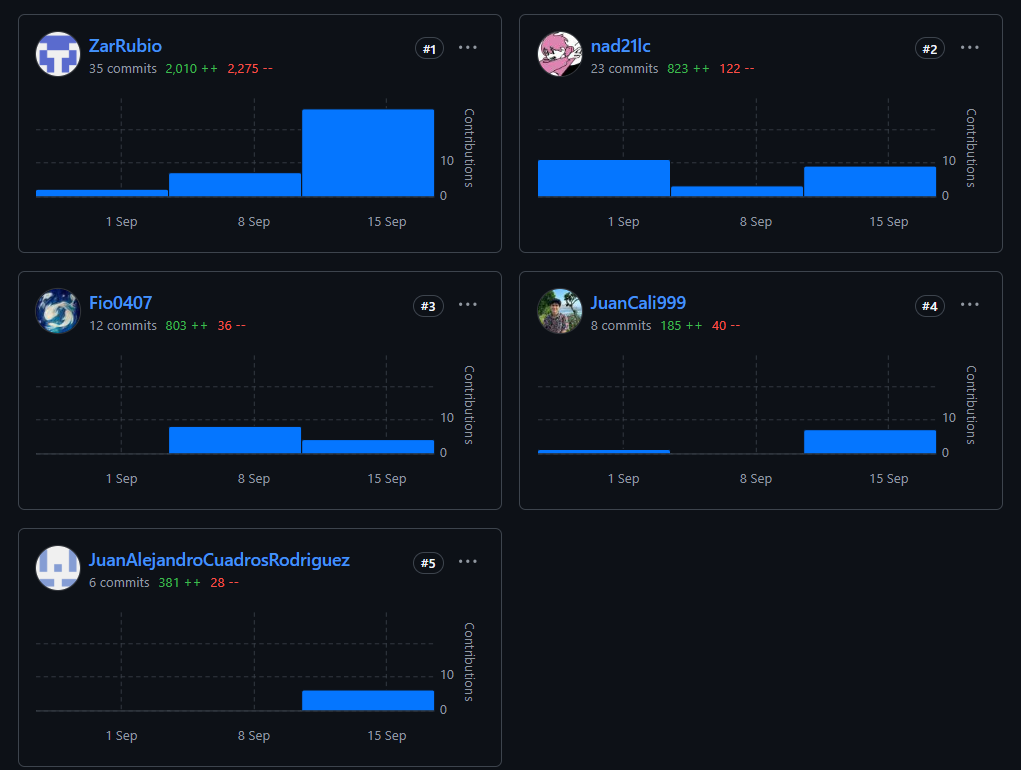 ZarRubio
#1
35 commits 2,010 ++ 2,275 --
Contributions
10
0
1 Sep 8 Sep 15 Sep
nad21lc
#2
23 commits 823 ++ 122 --
Contributions
10
0
1 Sep 8 Sep 15 Sep
Fio0407
#3
12 commits 803 ++ 36 --
Contributions
10
0
1 Sep 8 Sep 15 Sep
JuanCali999
#4
8 commits 185 ++ 40 --
Contributions
10
0
1 Sep 8 Sep 15 Sep
JuanAlejandroCuadrosRodriguez
#5
6 commits 381 ++ 28 --
Contributions
10
0
1 Sep 8 Sep 15 Sep